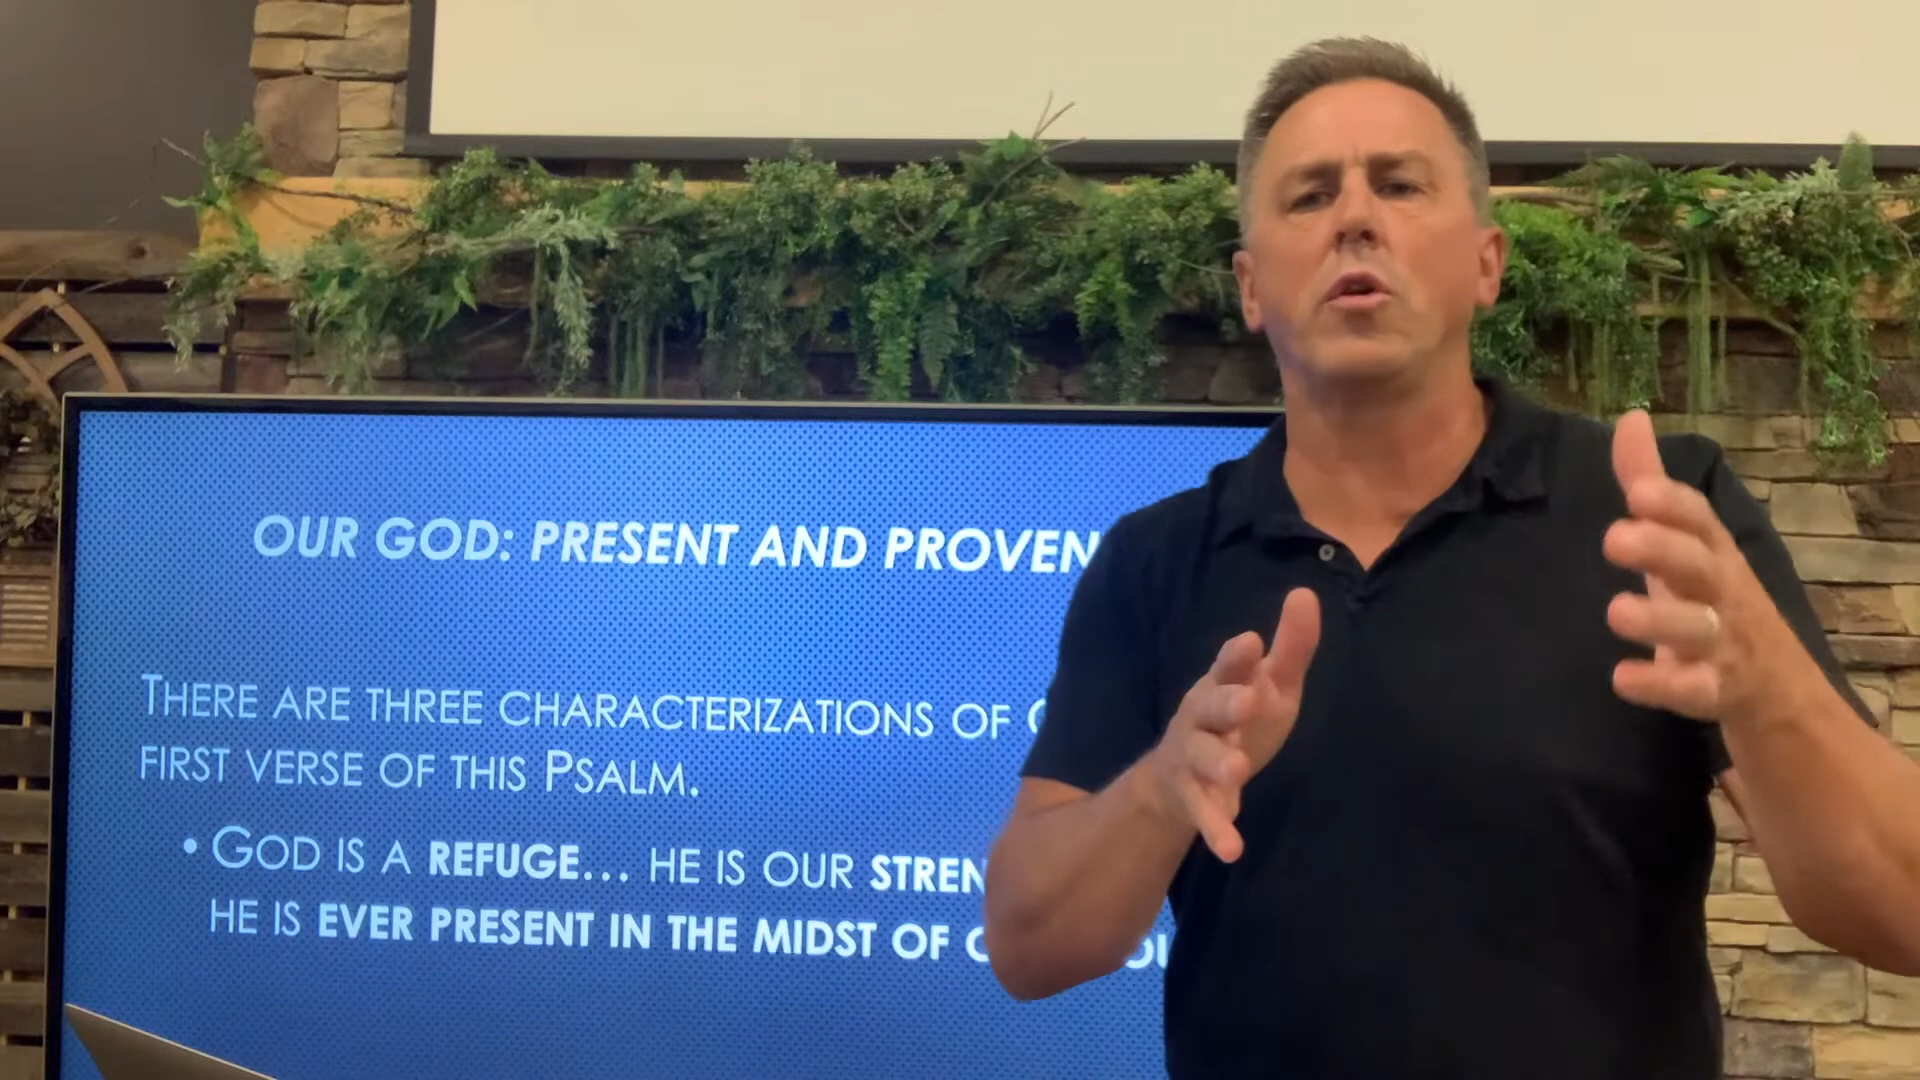 OUR GOD: PRESENT AND PROVEN
THERE ARE THREE CHARACTERIZATIONS OF
FIRST VERSE OF THIS PSALM.
• GOD IS A REFUGE... HE IS OUR
HE IS EVER PRESENT IN THE MIDST OF